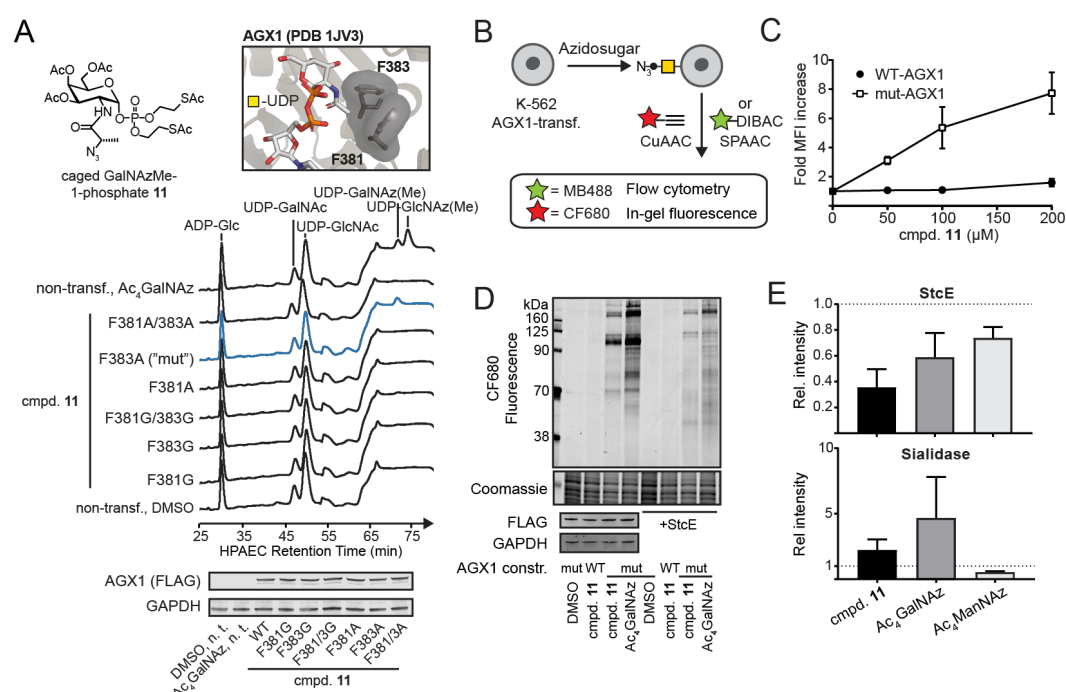 A
AGX1 (PDB 1JV3)
OAc
OAc
AcO
AcO
HN
O
O
O
P
O
O
O
SAc
SAc
N3
caged GalNAzMe-
1-phosphate 11
F383
-UDP
F381
UDP-GalNAz(Me)
UDP-GalNAc
UDP-GlcNAz(Me)
ADP-Glc
UDP-GlcNAc
non-transf., Ac4GalNAz
F381A/383A
F383A ("mut")
F381A
cmpd. 11
F381G/383G
F383G
F381G
non-transf., DMSO
25 35 45 55 65 75
HPAEC Retention Time (min)
AGX1 (FLAG)
GAPDH
DMSO, n. t.
Ac4GalNAz, n. t.
WT
F381G
F383G
F381/3G
F381A
F383A
F381/3A
cmpd. 11
B
Azidosugar
N3
K-562
AGX1-transf.
or
DIBAC
CuAAC
SPAAC
= MB488 Flow cytometry
= CF680 In-gel fluorescence
C
WT-AGX1
mut-AGX1
Fold MFI increase
10
8
6
4
2
0 50 100 150 200
cmpd. 11 (µM)
D
kDa
160
125
90
70
38
CF680
Fluorescence
Coomassie
FLAG
+StcE
GAPDH
AGX1 constr.
mut WT mut WT mut
DMSO
cmpd. 11
cmpd. 11
Ac4GalNAz
DMSO
cmpd. 11
cmpd. 11
Ac4GalNAz
E
StcE
Rel. intensity
1.0
0.8
0.6
0.4
0.2
Sialidase
Rel intensity
10
5
1
cmpd. 11
Ac4GalNAz
Ac4ManNAz